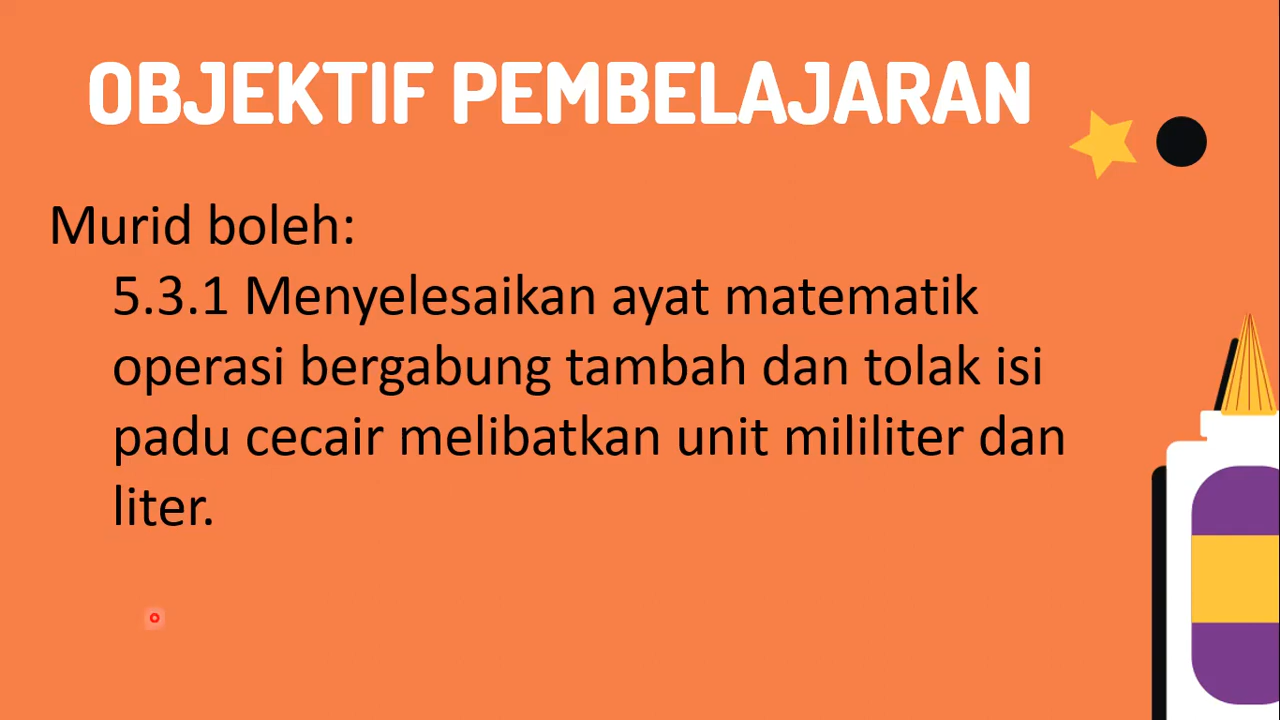 OBJEKTIF PEMBELAJARAN
Murid boleh:
5.3.1 Menyelesaikan ayat matematik
operasi bergabung tambah dan tolak isi
padu cecair melibatkan unit mililiter dan
liter.